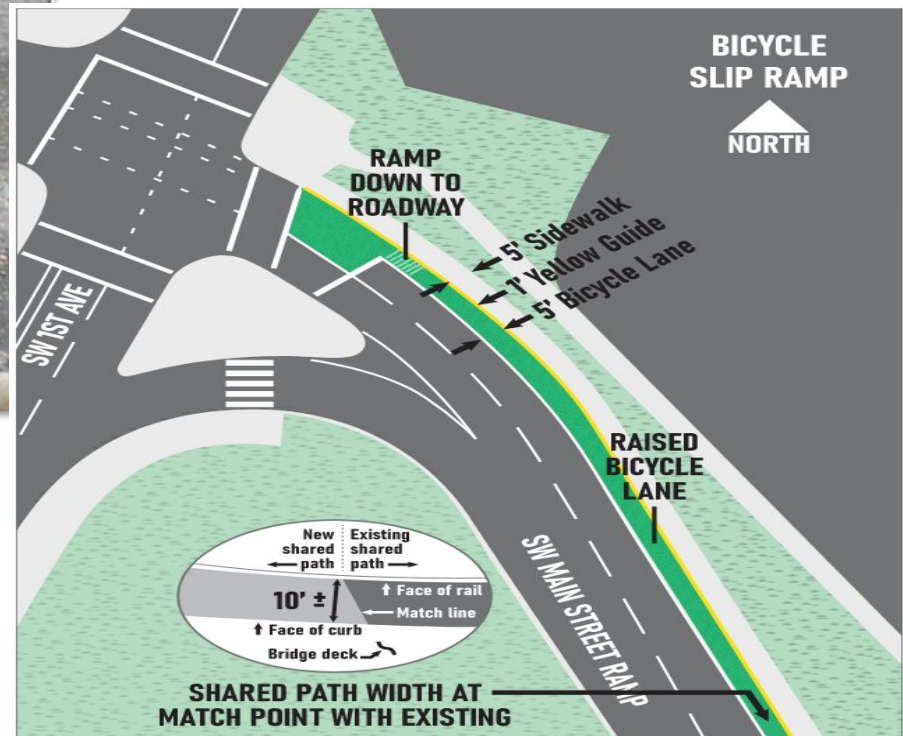 BICYCLE
SLIP RAMP
NORTH
RAMP
DOWN TO
ROADWAY
5' Sidewalk
1' Yellow Guide
5' Bicycle Lane
SW 1ST AVE
RAISED
BICYCLE
LANE
SW MAIN STREET RAMP
New
shared
path
Existing
shared
path
10' ±
Face of rail
Match line
Face of curb
Bridge deck
SHARED PATH WIDTH AT
MATCH POINT WITH EXISTING